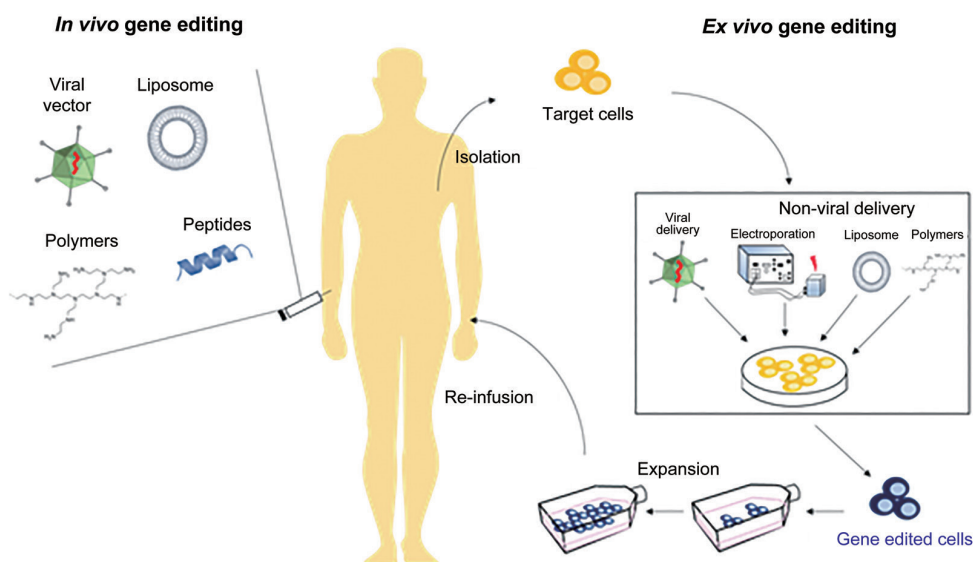 In vivo gene editing
Viral
vector
Liposome
Polymers
Peptides
Ex vivo gene editing
Target cells
Isolation
Non-viral delivery
Viral
delivery
Electroporation
Liposome
Polymers
Re-infusion
Expansion
Gene edited cells